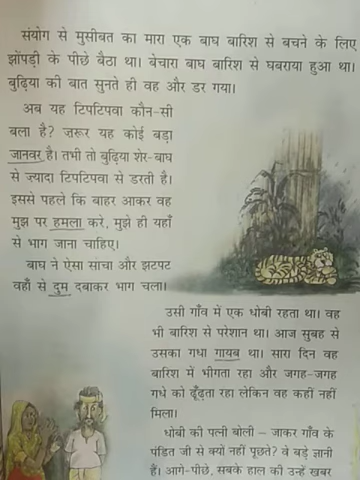 संयोग से मुसीबत का मारा एक बाघ बारिश से बचने के लिए
झोंपड़ी के पीछे बैठा था। बेचारा बाघ बारिश से घबराया हुआ था।
बुढ़िया की बात सुनते ही वह और डर गया।
अब यह टिपटिपवा कौन-सी
बला है? ज़रूर यह कोई बड़ा
जानवर है। तभी तो बुढ़िया शेर-बाघ
से ज़्यादा टिपटिपवा से डरती है।
इससे पहले कि बाहर आकर वह
मुझ पर हमला करे, मुझे ही यहाँ
से भाग जाना चाहिए।
बाघ ने ऐसा साचा और झटपट
वहाँ से दुम दबाकर भाग चला।
उसी गाँव में एक धोबी रहता था। वह
भी बारिश से परेशान था। आज सुबह से
उसका गधा गायब था। सारा दिन वह
बारिश में भीगता रहा और जगह-जगह
गधे को ढूँढ़ता रहा लेकिन वह कहीं नहीं
मिला।
धोबी की पत्नी बोली – जाकर गाँव के
पंडित जी से क्यों नहीं पूछते? वे बड़े ज्ञानी
हैं। आगे-पीछे, सबके हाल की उन्हें खबर